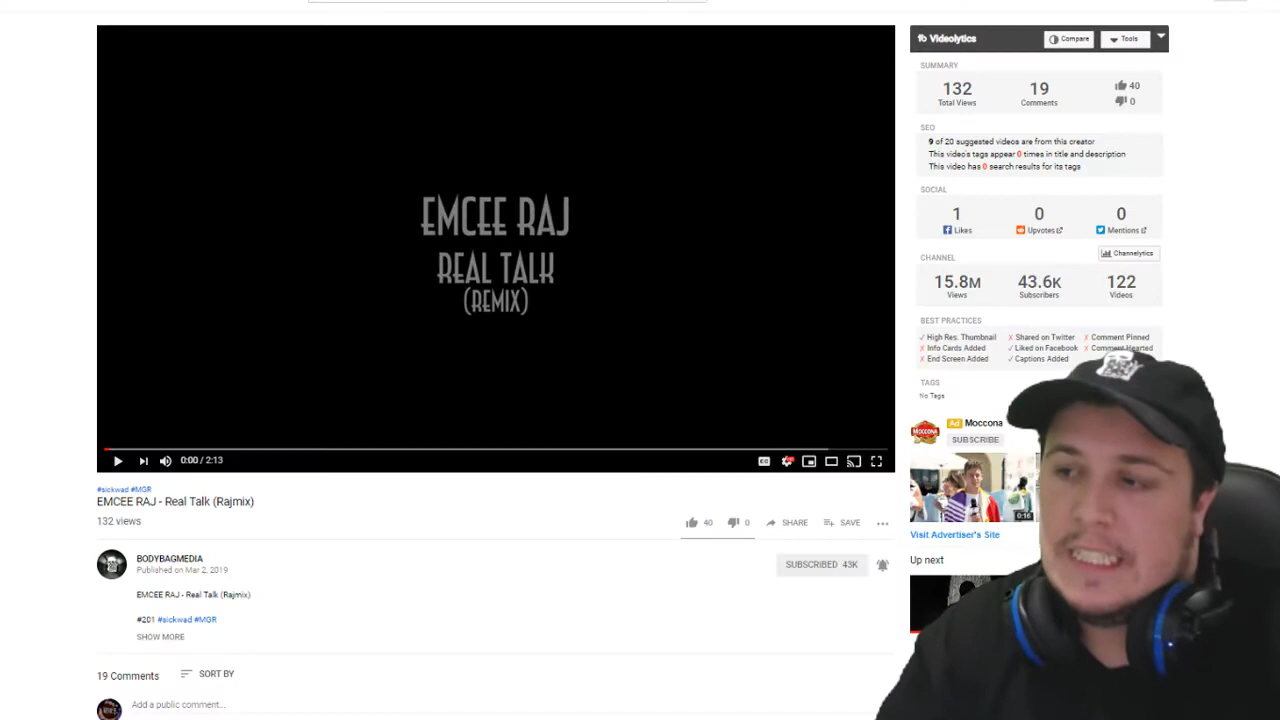 EMCEE RAJ
REAL TALK
(REMIX)
0:00 / 2:13
#sickwad #MGR
EMCEE RAJ - Real Talk (Rajmix)
132 views
40
0
SHARE
SAVE
BODYBAGMEDIA
Published on Mar 2, 2019
SUBSCRIBED 43K
EMCEE RAJ - Real Talk (Rajmix)
#201 #sickwad #MGR
SHOW MORE
19 Comments
SORT BY
Add a public comment...
Videolytics
Compare
Tools
SUMMARY
132
Total Views
19
Comments
40
0
SEO
9 of 20 suggested videos are from this creator
This video's tags appear 0 times in title and description
This video has 0 search results for its tags
SOCIAL
1
Likes
0
Upvotes
0
Mentions
CHANNEL
Channelytics
15.8M
Views
43.6K
Subscribers
122
Videos
BEST PRACTICES
High Res. Thumbnail
Shared on Twitter
Comment Pinned
Info Cards Added
Liked on Facebook
Comment Hearted
End Screen Added
Captions Added
TAGS
No Tags
MOCCONA
Ad Moccona
SUBSCRIBE
0:16
Visit Advertiser's Site
Up next